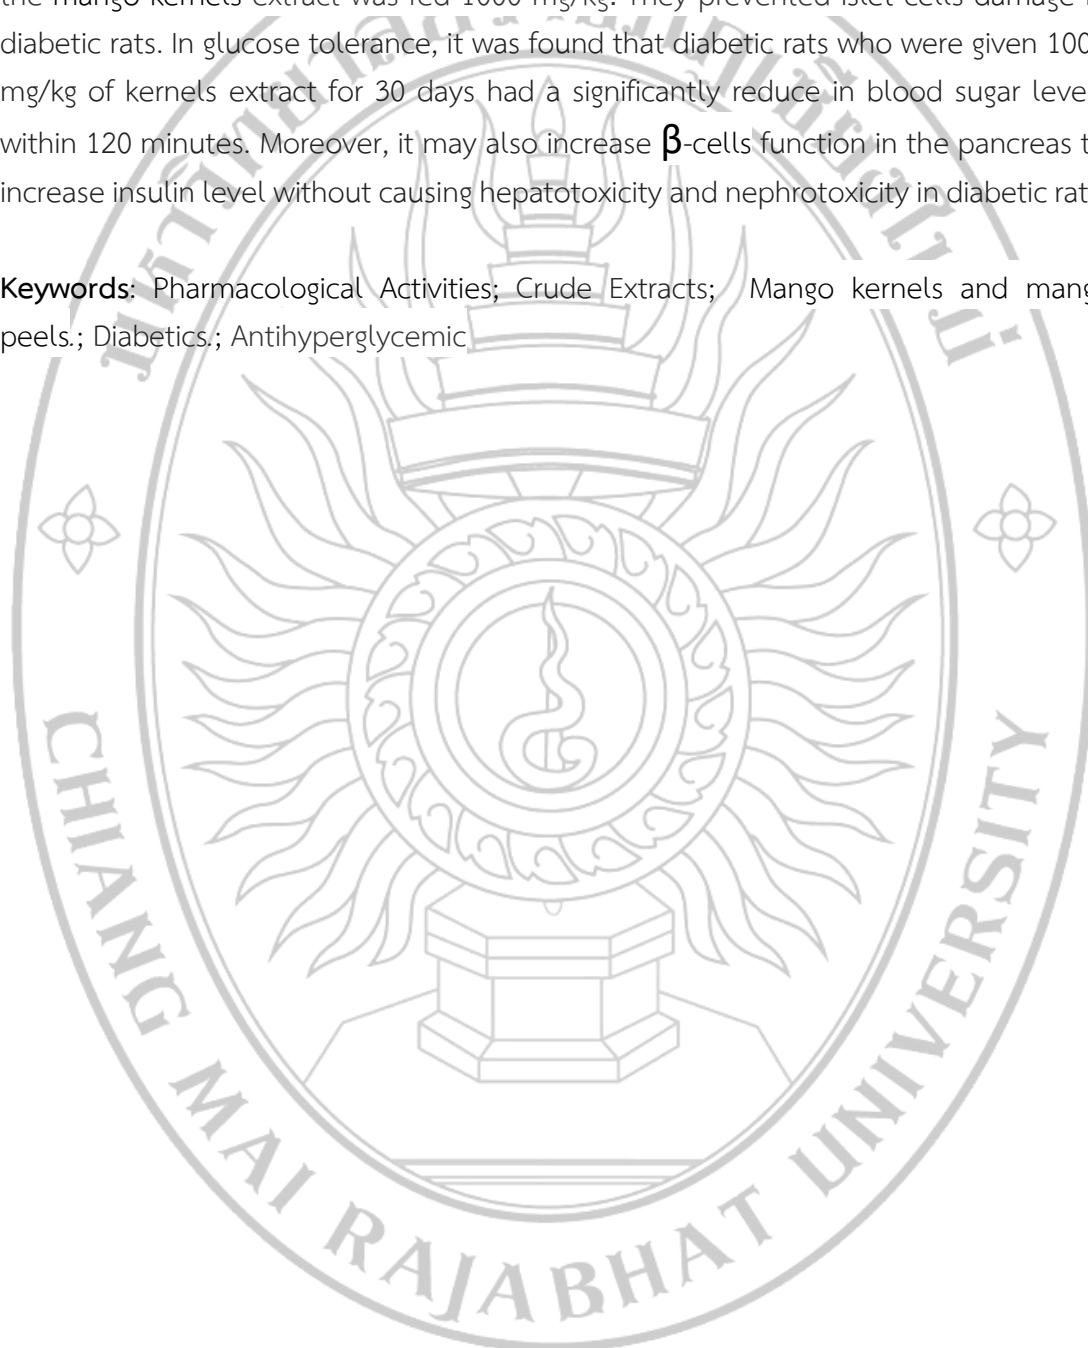 the mango kernels extract was fed 1000 mg/kg. They prevented islet cells damage
diabetic rats. In glucose tolerance, it was found that diabetic rats who were given 100
mg/kg of kernels extract for 30 days had a significantly reduce in blood sugar leve
within 120 minutes. Moreover, it may also increase β-cells function in the pancreas t
increase insulin level without causing hepatotoxicity and nephrotoxicity in diabetic rat
Keywords: Pharmacological Activities; Crude Extracts; Mango kernels and mang
peels.; Diabetics.; Antihyperglycemic
CHIANG MAI RAJABHAT UNIVERSITY